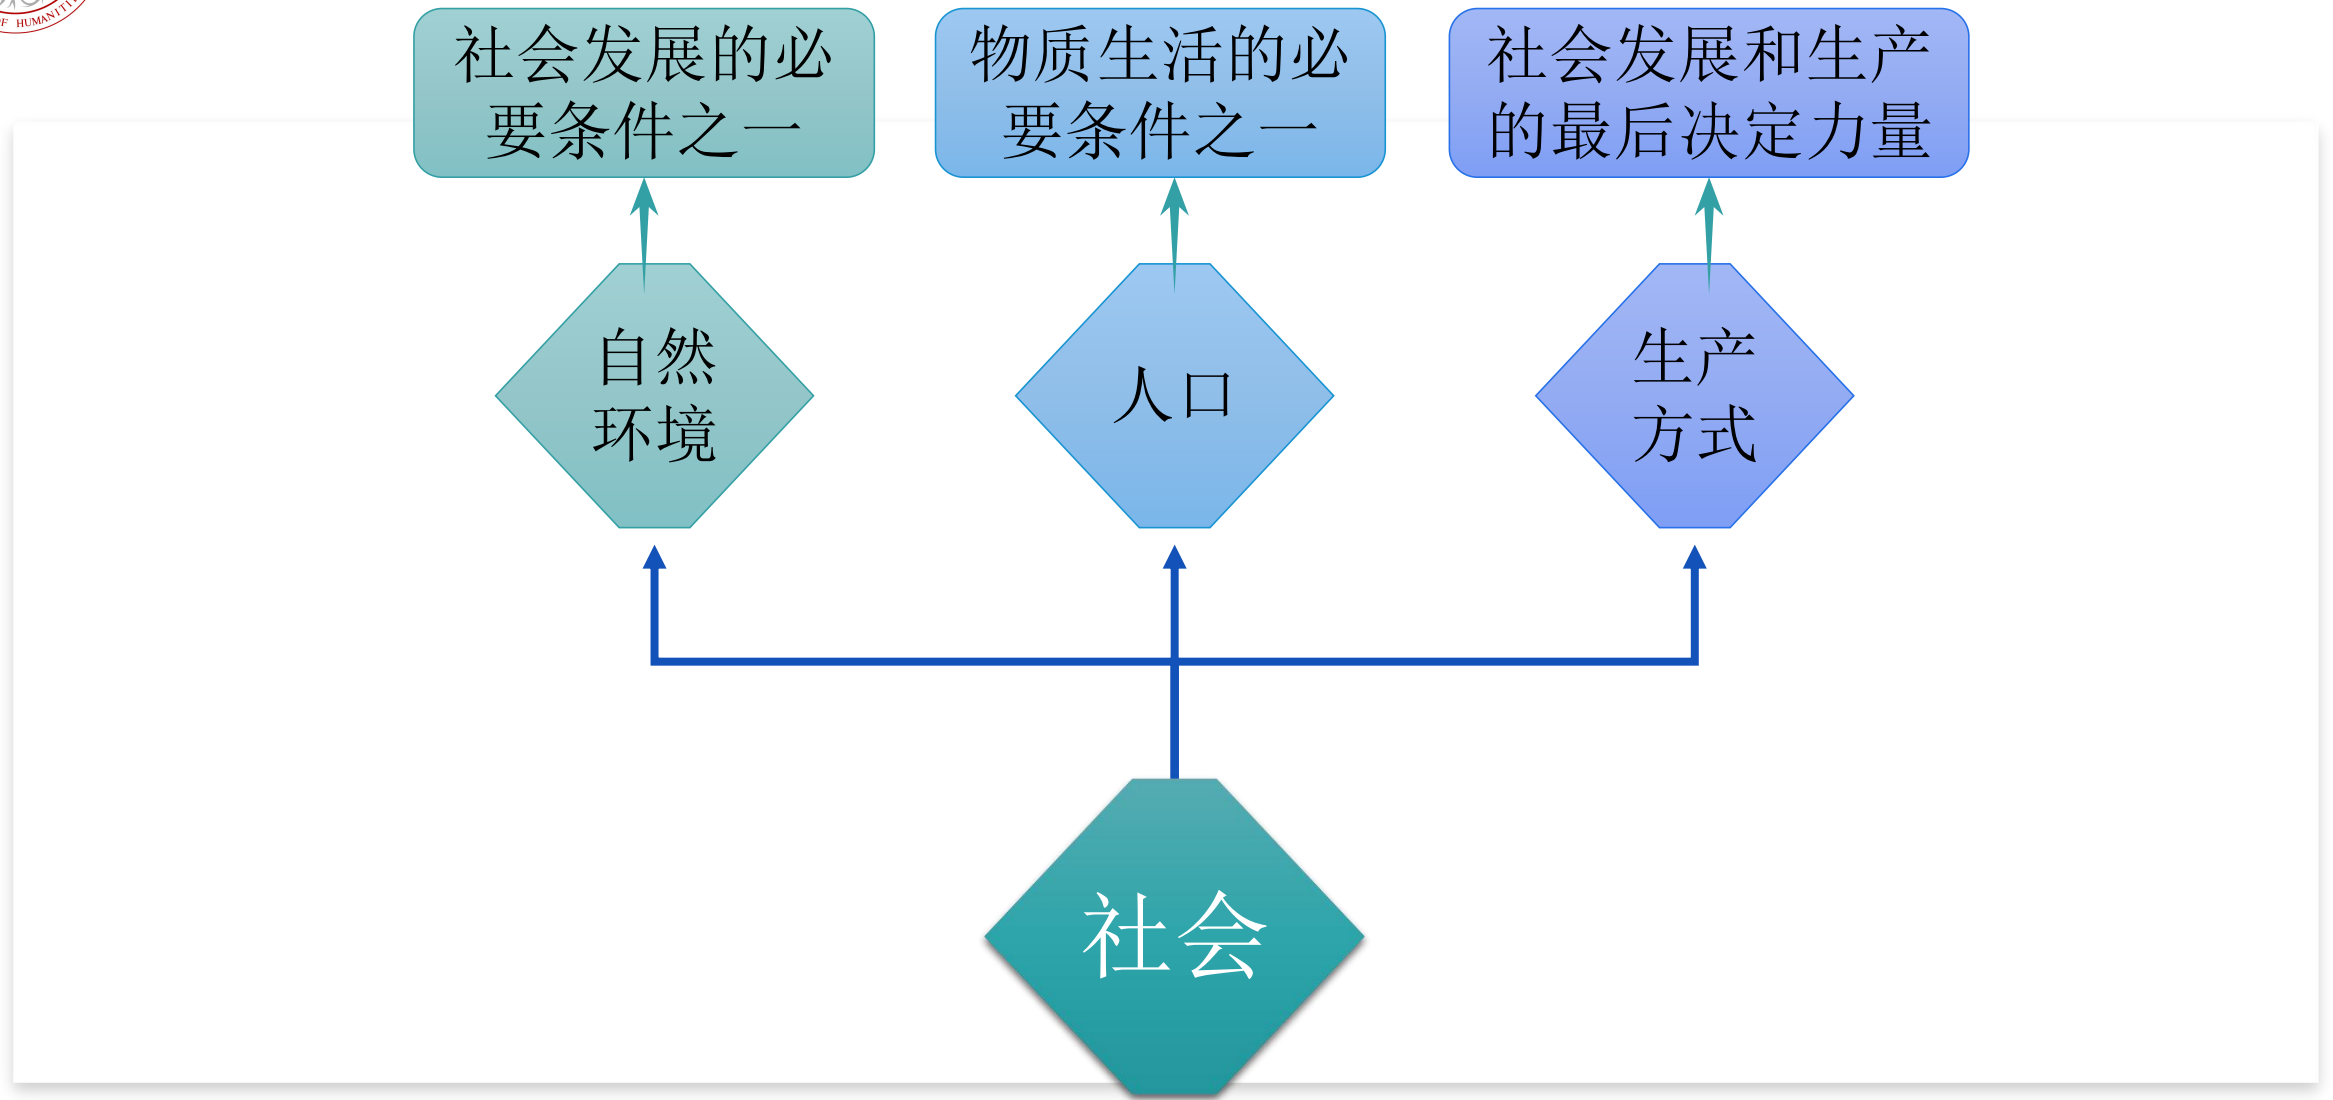 OF HUMANITI
社会发展的必
要条件之一
物质生活的必
要条件之一
社会发展和生产
的最后决定力量
自然
环境
人口
生产
方式
社会